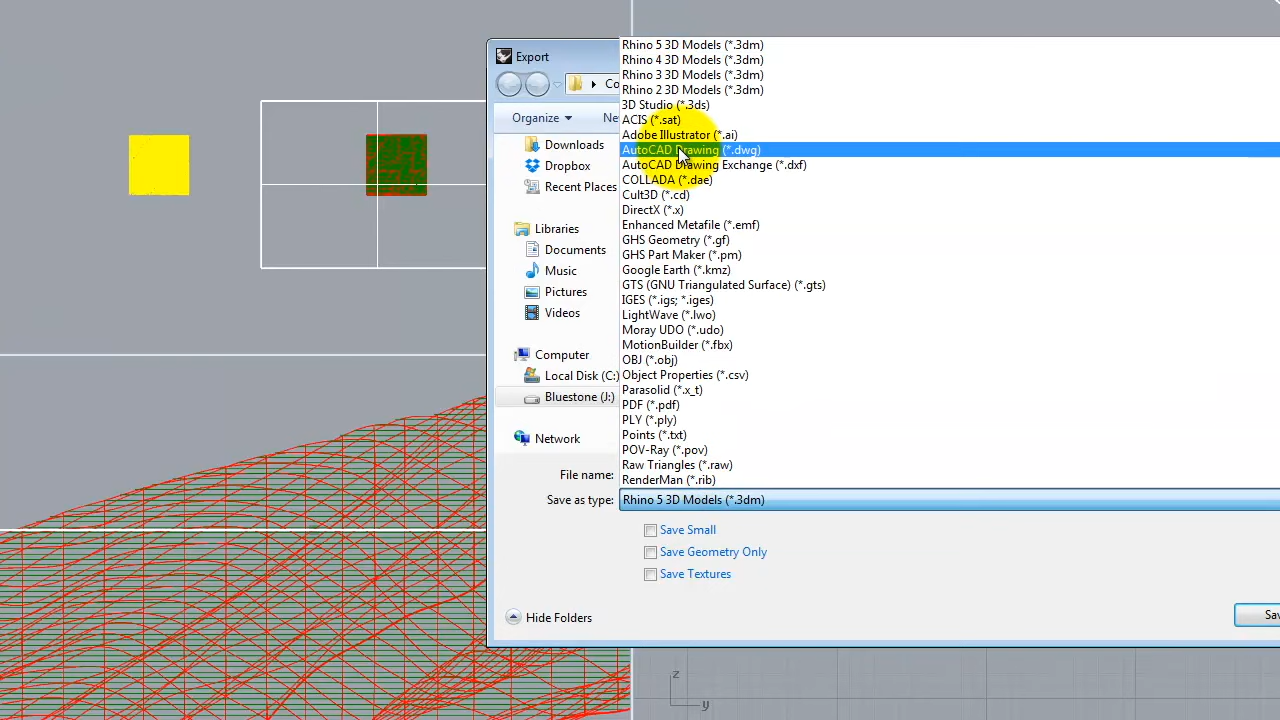 Export
Co
Organize
Ne
Downloads
Dropbox
Recent Places
Libraries
Documents
Music
Pictures
Videos
Computer
Local Disk (C:)
Bluestone (J:)
Network
Rhino 5 3D Models (*.3dm)
Rhino 4 3D Models (*.3dm)
Rhino 3 3D Models (*.3dm)
Rhino 2 3D Models (*.3dm)
3D Studio (*.3ds)
ACIS (*.sat)
Adobe Illustrator (*.ai)
AutoCAD Drawing (*.dwg)
AutoCAD Drawing Exchange (*.dxf)
COLLADA (*.dae)
Cult3D (*.cd)
DirectX (*.x)
Enhanced Metafile (*.emf)
GHS Geometry (*.gf)
GHS Part Maker (*.pm)
Google Earth (*.kmz)
GTS (GNU Triangulated Surface) (*.gts)
IGES (*.igs; *.iges)
LightWave (*.lwo)
Moray UDO (*.udo)
MotionBuilder (*.fbx)
OBJ (*.obj)
Object Properties (*.csv)
Parasolid (*.x_t)
PDF (*.pdf)
PLY (*.ply)
Points (*.txt)
POV-Ray (*.pov)
Raw Triangles (*.raw)
RenderMan (*.rib)
File name:
Save as type: Rhino 5 3D Models (*.3dm)
Save Small
Save Geometry Only
Save Textures
Hide Folders
Sav
z
y